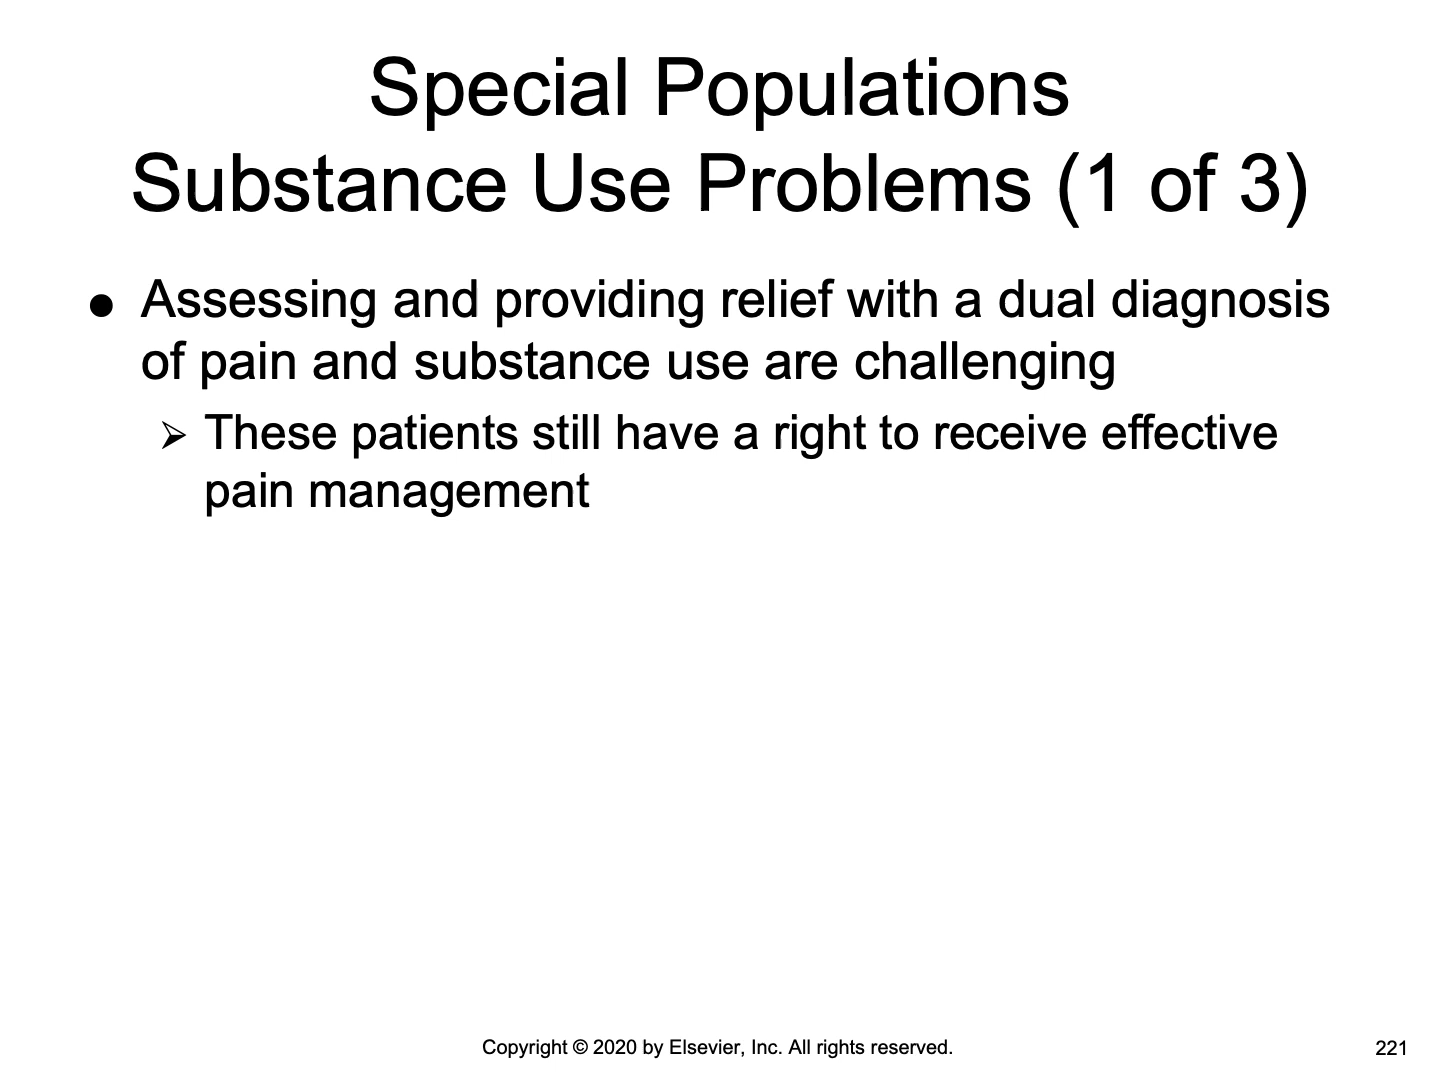 Special Populations
Substance Use Problems (1 of 3)
● Assessing and providing relief with a dual diagnosis
of pain and substance use are challenging
➢ These patients still have a right to receive effective
pain management
Copyright © 2020 by Elsevier, Inc. All rights reserved.
221